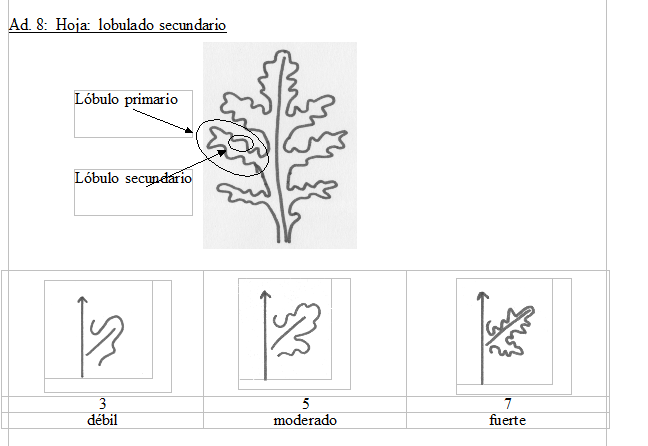 Ad. 8: Hoja: lobulado secundario
Lóbulo primario
Lóbulo secundario
3 5 7
débil moderado fuerte